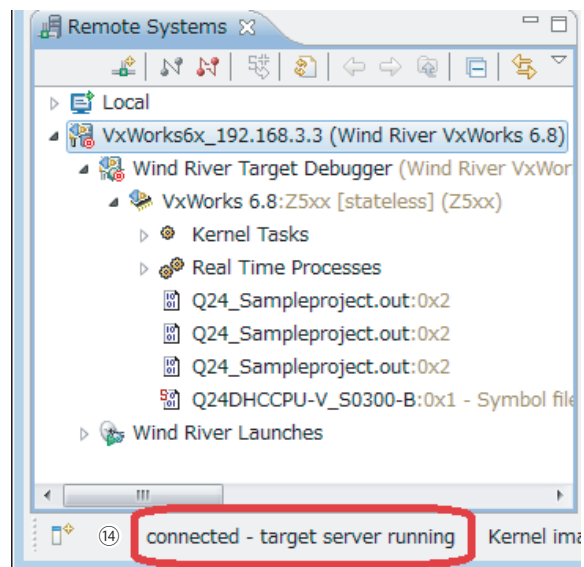 Remote Systems
Local
VxWorks6x_192.168.3.3 (Wind River VxWorks 6.8)
Wind River Target Debugger (Wind River VxWor
VxWorks 6.8:Z5xx [stateless] (Z5xx)
Kernel Tasks
Real Time Processes
Q24_Sampleproject.out:0x2
Q24_Sampleproject.out:0x2
Q24_Sampleproject.out:0x2
Q24DHCCPU-V_S0300-B:0x1 - Symbol file
Wind River Launches
⑭ connected - target server running Kernel ima